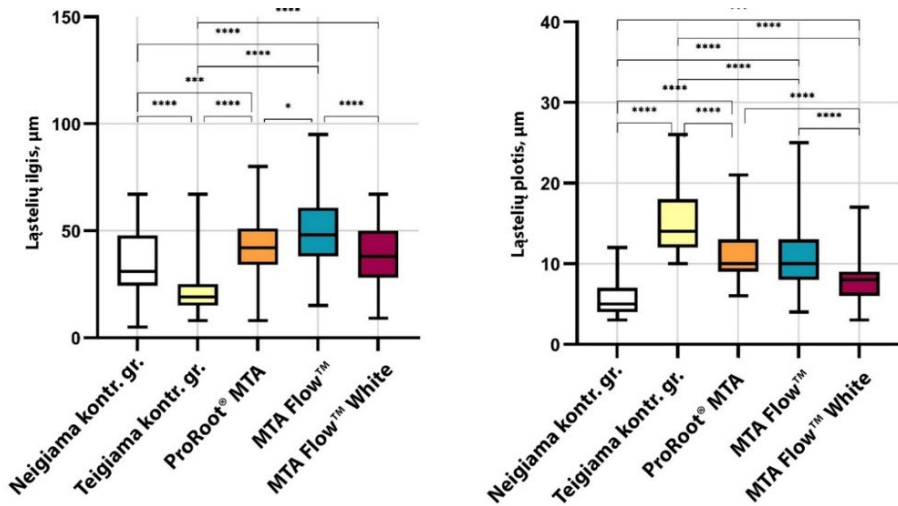 150
100
50
0
Ląstelių ilgis, µm
****
****
****
****
***
****
****
*
****
Neigiama kontr. gr.
Teigiama kontr. gr.
ProRoot® MTA
MTA Flow™
MTA Flow™ White
40
30
20
10
0
Ląstelių plotis, µm
****
****
****
****
****
****
****
****
Neigiama kontr. gr.
Teigiama kontr. gr.
ProRoot® MTA
MTA Flow™
MTA Flow™ White